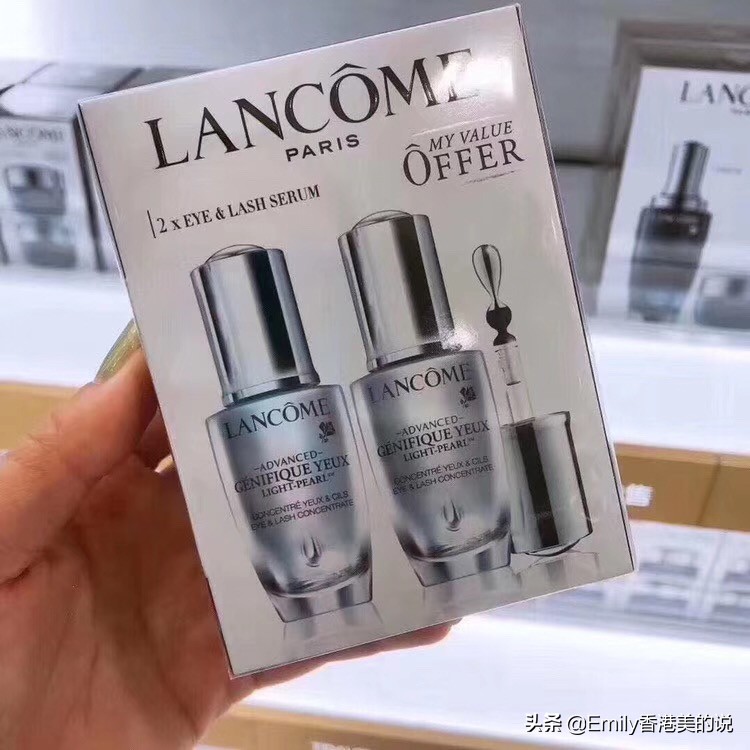 LANCÔME
PARIS
MY VALUE
ÔFFER
2 x EYE & LASH SERUM
LANCÔME
ADVANCED
GÉNIFIQUE YEUX
LIGHT-PEARL™
CONCENTRÉ YEUX & CILS
EYE & LASH CONCENTRATE
LANCÔME
ADVANCED
GÉNIFIQUE YEUX
LIGHT-PEARL™
CONCENTRÉ YEUX & CILS
EYE & LASH CONCENTRATE
LANC
头条 @Emily香港美的说